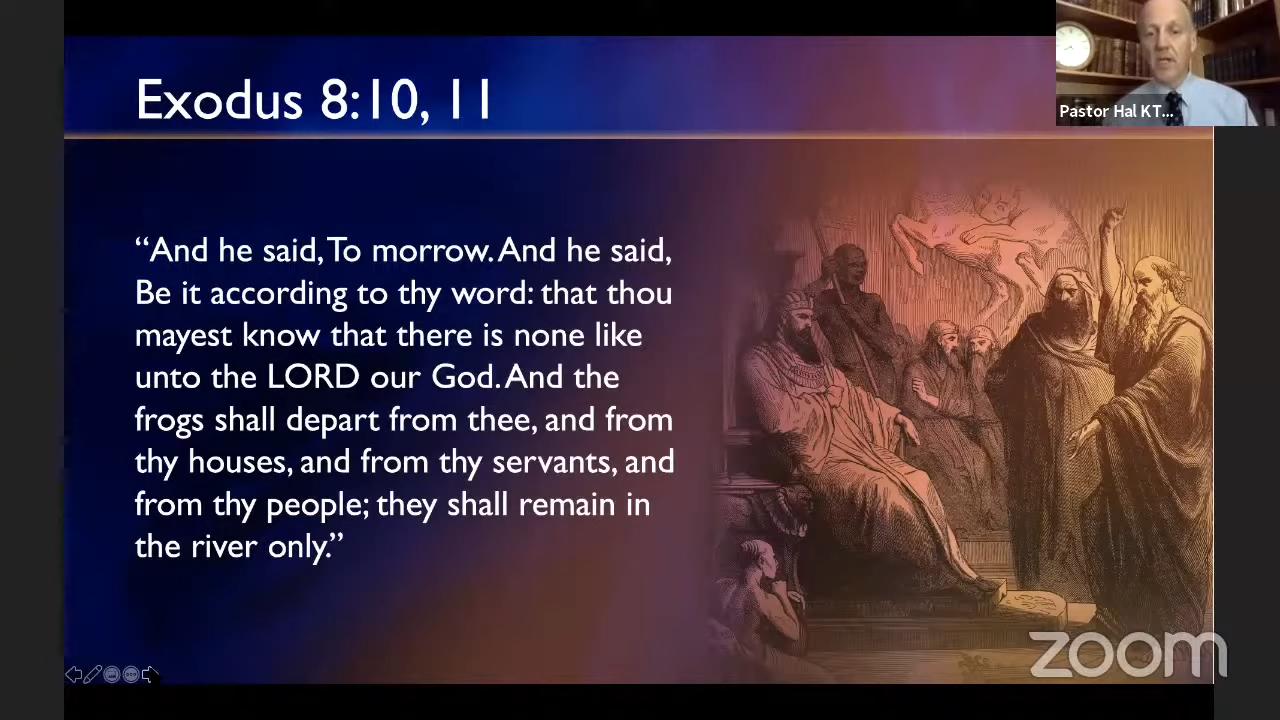 Exodus 8:10, 11
Pastor Hal KT...
“And he said, To morrow. And he said,
Be it according to thy word: that thou
mayest know that there is none like
unto the LORD our God. And the
frogs shall depart from thee, and from
thy houses, and from thy servants, and
from thy people; they shall remain in
the river only.”
zoom